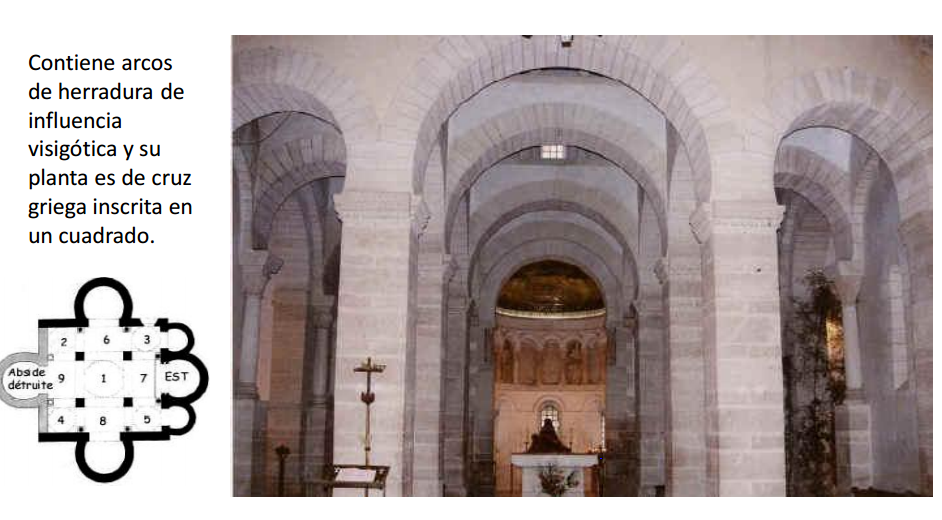 Contiene arcos
de herradura de
influencia
visigótica y su
planta es de cruz
griega inscrita en
un cuadrado.
2 6 3
Abside
détruite 9 1 7 EST
4 8 5